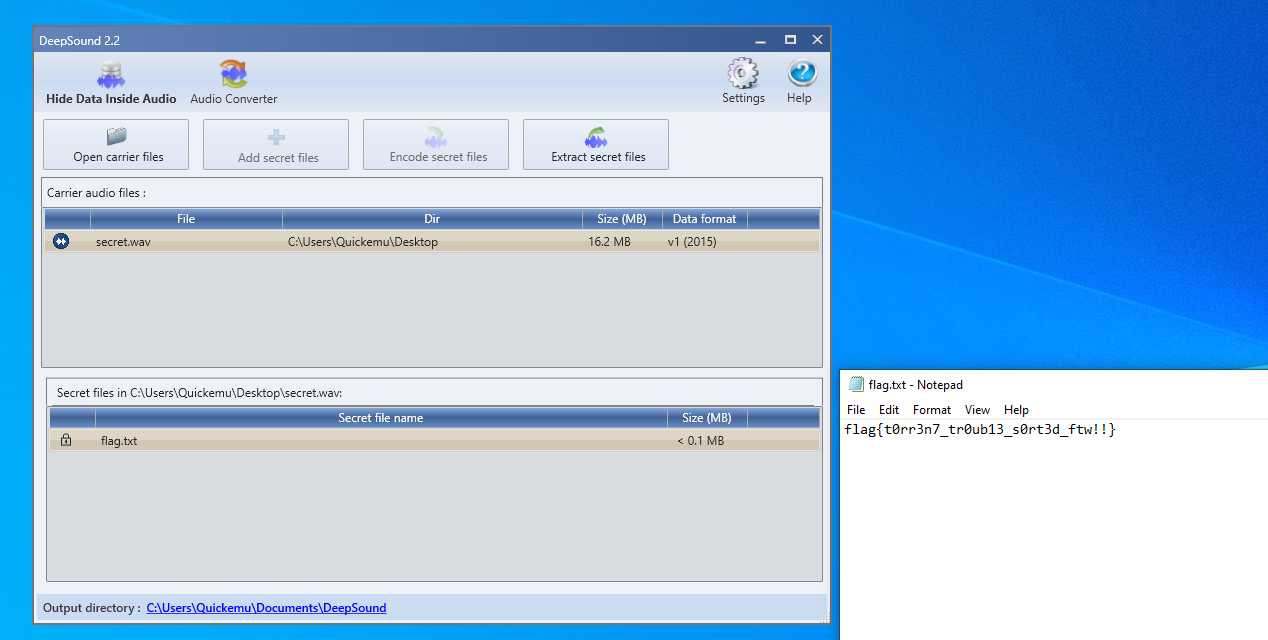 DeepSound 2.2
Hide Data Inside Audio
Audio Converter
Settings
Help
Open carrier files
Add secret files
Encode secret files
Extract secret files
Carrier audio files :
File Dir Size (MB) Data format
secret.wav C:\Users\Quickemu\Desktop 16.2 MB v1 (2015)
Secret files in C:\Users\Quickemu\Desktop\secret.wav:
Secret file name Size (MB)
flag.txt < 0.1 MB
Output directory : C:\Users\Quickemu\Documents\DeepSound
flag.txt - Notepad
File Edit Format View Help
flag{t0rr3n7_tr0ub13_s0rt3d_ftw!!}